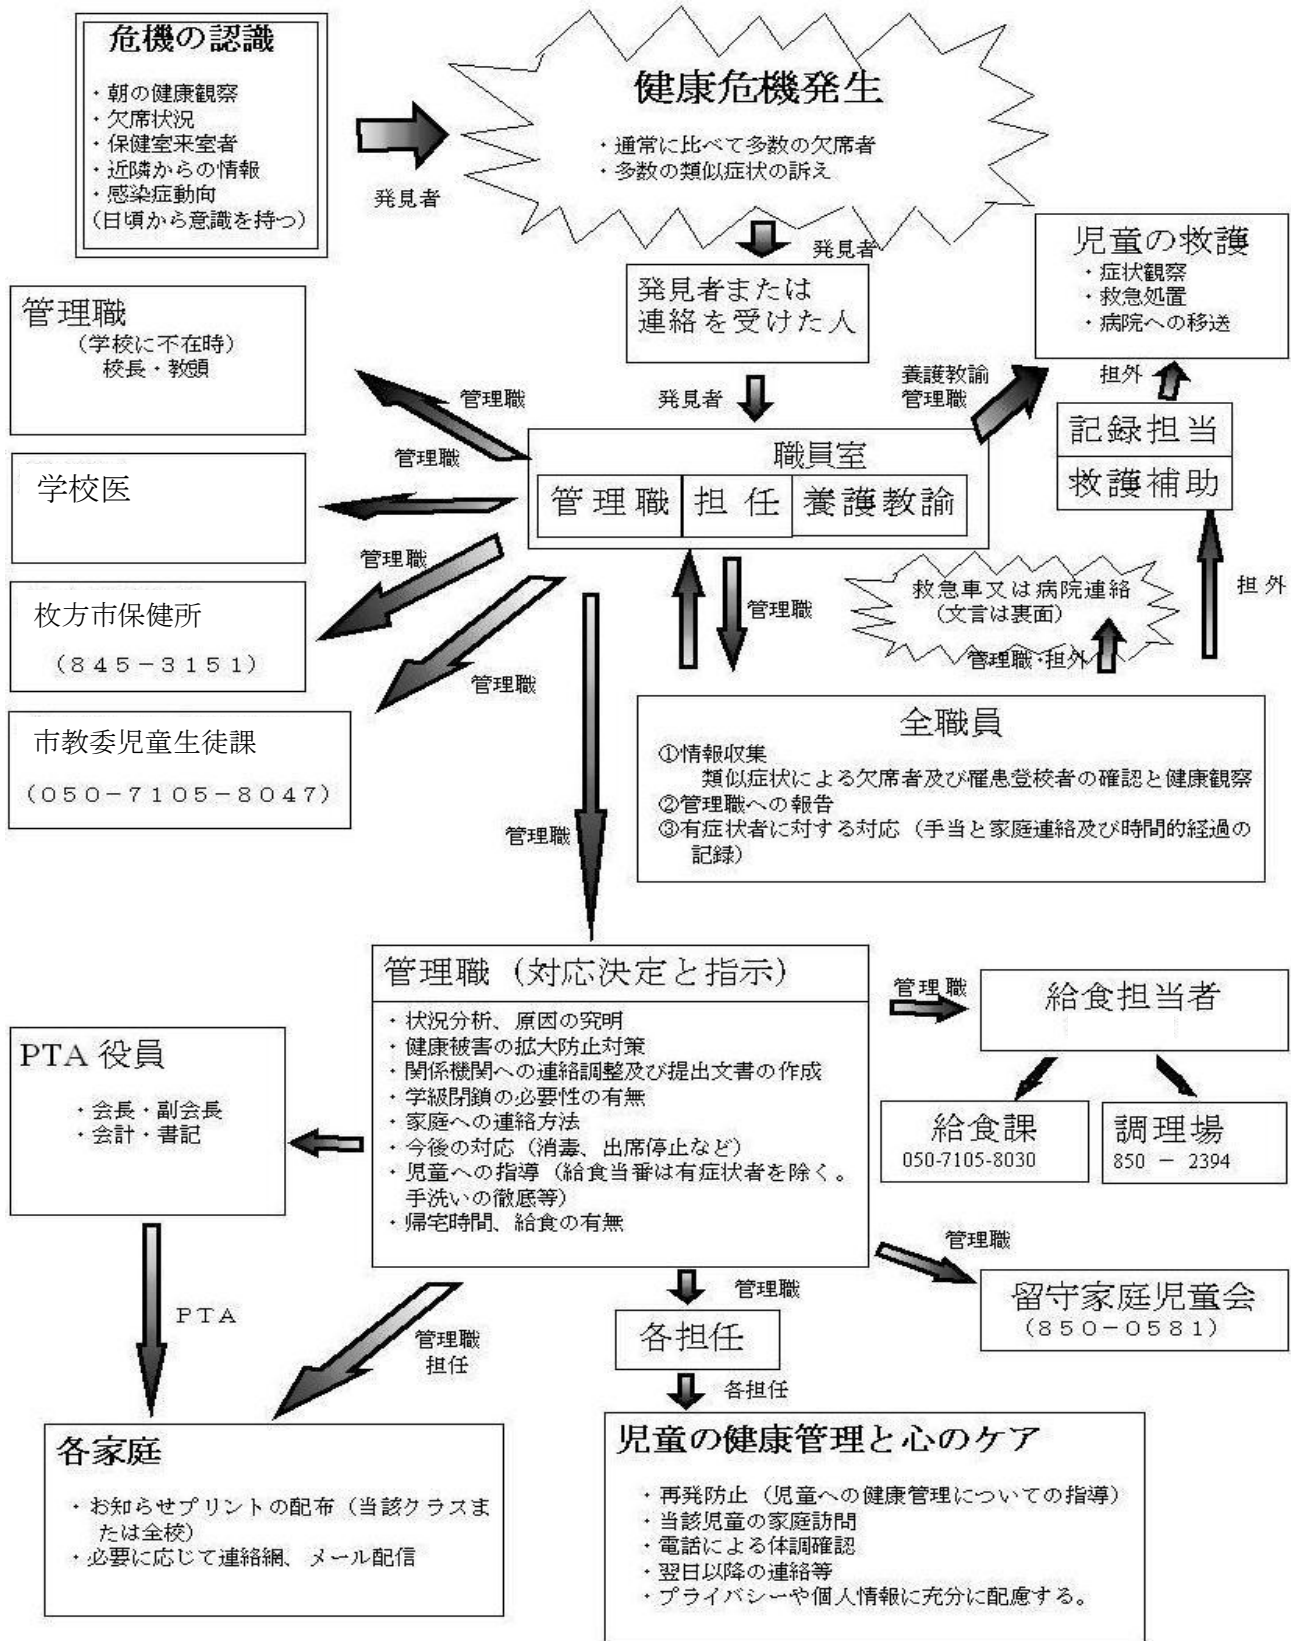 危機の認識
・朝の健康観察
・欠席状況
・保健室来室者
・近隣からの情報
・感染症動向
(日頃から意識を持つ)
発見者
健康危機発生
・通常に比べて多数の欠席者
・多数の類似症状の訴え
発見者
発見者または
連絡を受けた人
児童の救護
・症状観察
・救急処置
・病院への移送
管理職
(学校に不在時)
校長・教頭
管理職
発見者
養護教諭
管理職
担外
記録担当
救護補助
職員室
管理職
担任
養護教諭
管理職
学校医
管理職
枚方市保健所
(845-3151)
管理職
救急車又は病院連絡
(文言は裏面)
管理職・担外
担外
管理職
市教委児童生徒課
(050-7105-8047)
全職員
①情報収集
類似症状による欠席者及び罹患登校者の確認と健康観察
②管理職への報告
③有症状者に対する対応(手当と家庭連絡及び時間的経過の
記録)
管理職
管理職(対応決定と指示)
・状況分析、原因の究明
・健康被害の拡大防止対策
・関係機関への連絡調整及び提出文書の作成
・学級閉鎖の必要性の有無
・家庭への連絡方法
・今後の対応(消毒、出席停止など)
・児童への指導(給食当番は有症状者を除く。
手洗いの徹底等)
・帰宅時間、給食の有無
管理職
給食担当者
給食課
050-7105-8030
調理場
850 - 2394
PTA 役員
・会長・副会長
・会計・書記
管理職
留守家庭児童会
(850-0581)
PTA
管理職
担任
管理職
各担任
各担任
各家庭
・お知らせプリントの配布(当該クラスま
たは全校)
・必要に応じて連絡網、メール配信
児童の健康管理と心のケア
・再発防止(児童への健康管理についての指導)
・当該児童の家庭訪問
・電話による体調確認
・翌日以降の連絡等
・プライバシーや個人情報に充分に配慮する。